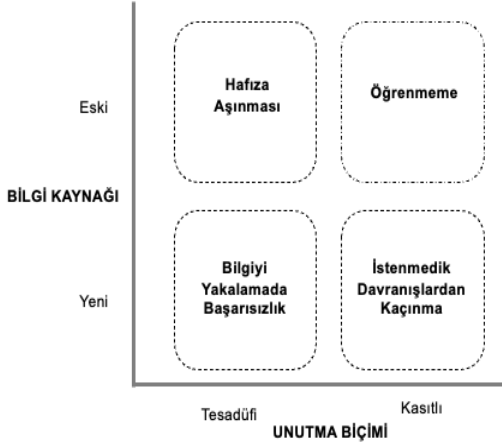 Hafıza
Aşınması
Öğrenmeme
Eski
BİLGİ KAYNAĞI
Bilgiyi
Yakalamada
Başarısızlık
İstenmedik
Davranışlardan
Kaçınma
Yeni
Tesadüfi
Kasıtlı
UNUTMA BİÇİMİ